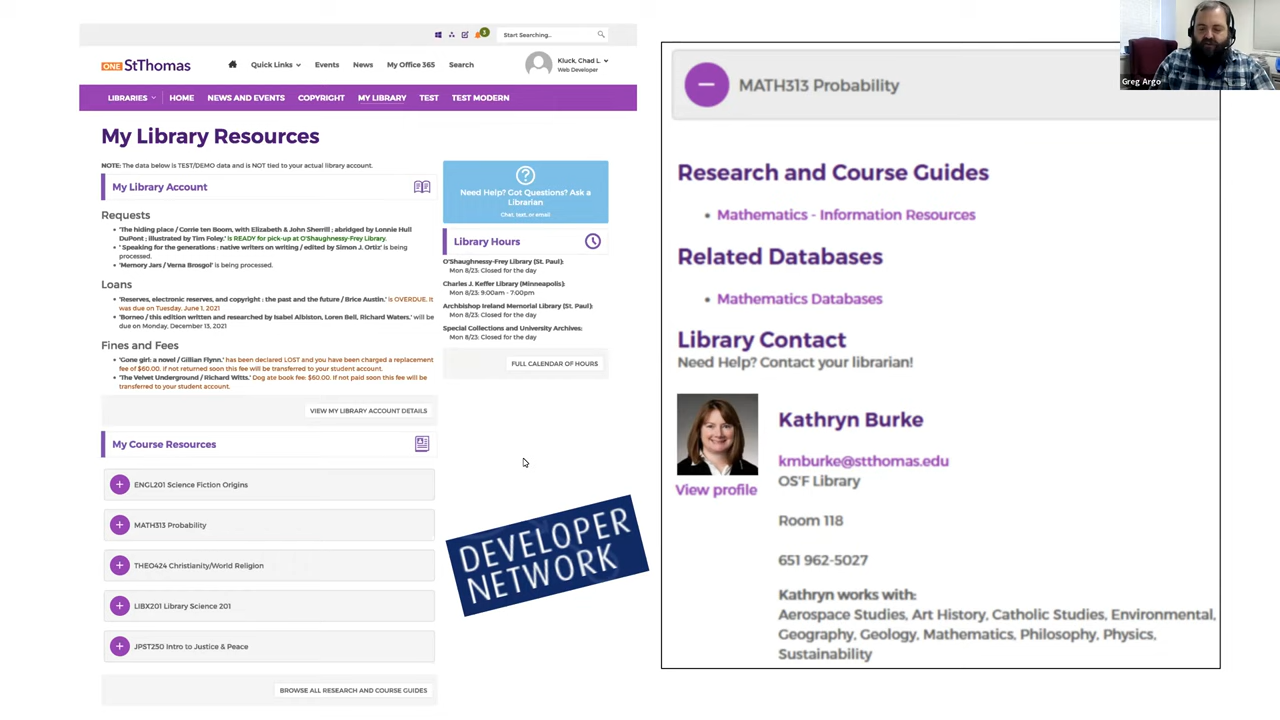 3
Start Searching..
ONE StThomas
Quick Links
Events
News
My Office 365
Search
Kluck, Chad L.
Web Developer
LIBRARIES
HOME
NEWS AND EVENTS
COPYRIGHT
MY LIBRARY
TEST
TEST MODERN
My Library Resources
NOTE: The data below is TEST/DEMO data and is NOT tied to your actual library account.
My Library Account
Requests
"The hiding place / Corrie ten Boom, with Elizabeth & John Sherrill ; abridged by Lonnie Hull
DuPont ; illustrated by Tim Foley." is READY for pick-up at O'Shaughnessy-Frey Library.
"Speaking for the generations : native writers on writing / edited by Simon J. Ortiz" is being
processed.
"Memory Jars / Verna Brosgol" is being processed.
Loans
"Reserves, electronic reserves, and copyright : the past and the future / Brice Austin." is OVERDUE. It
was due on Tuesday, June 1, 2021
"Borneo / this edition written and researched by Isabel Albiston, Loren Bell, Richard Waters." will be
due on Monday, December 13, 2021
Fines and Fees
"Gone girl: a novel / Gillian Flynn." has been declared LOST and you have been charged a replacement
fee of $60.00. if not returned soon this fee will be transferred to your student account.
"The Velvet Underground / Richard Witts." Dog ate book fee: $60.00. If not paid soon this fee will be
transferred to your student account.
VIEW MY LIBRARY ACCOUNT DETAILS
My Course Resources
ENGL201 Science Fiction Origins
MATH313 Probability
THEO424 Christianity/World Religion
LIBX201 Library Science 201
JPST250 Intro to Justice & Peace
BROWSE ALL RESEARCH AND COURSE GUIDES
Need Help? Got Questions? Ask a
Librarian
Chat, text, or email
Library Hours
O'Shaughnessy-Frey Library (St. Paul):
Mon 8/23: Closed for the day
Charles J. Keffer Library (Minneapolis):
Mon 8/23: 9:00am - 7:00pm
Archbishop Ireland Memorial Library (St. Paul):
Mon 8/23: Closed for the day
Special Collections and University Archives:
Mon 8/23: Closed for the day
FULL CALENDAR OF HOURS
DEVELOPER
NETWORK
MATH313 Probability
Research and Course Guides
Mathematics - Information Resources
Related Databases
Mathematics Databases
Library Contact
Need Help? Contact your librarian!
Kathryn Burke
kmburke@stthomas.edu
OS'F Library
View profile
Room 118
651 962-5027
Kathryn works with:
Aerospace Studies, Art History, Catholic Studies, Environmental,
Geography, Geology, Mathematics, Philosophy, Physics,
Sustainability
Greg Argo